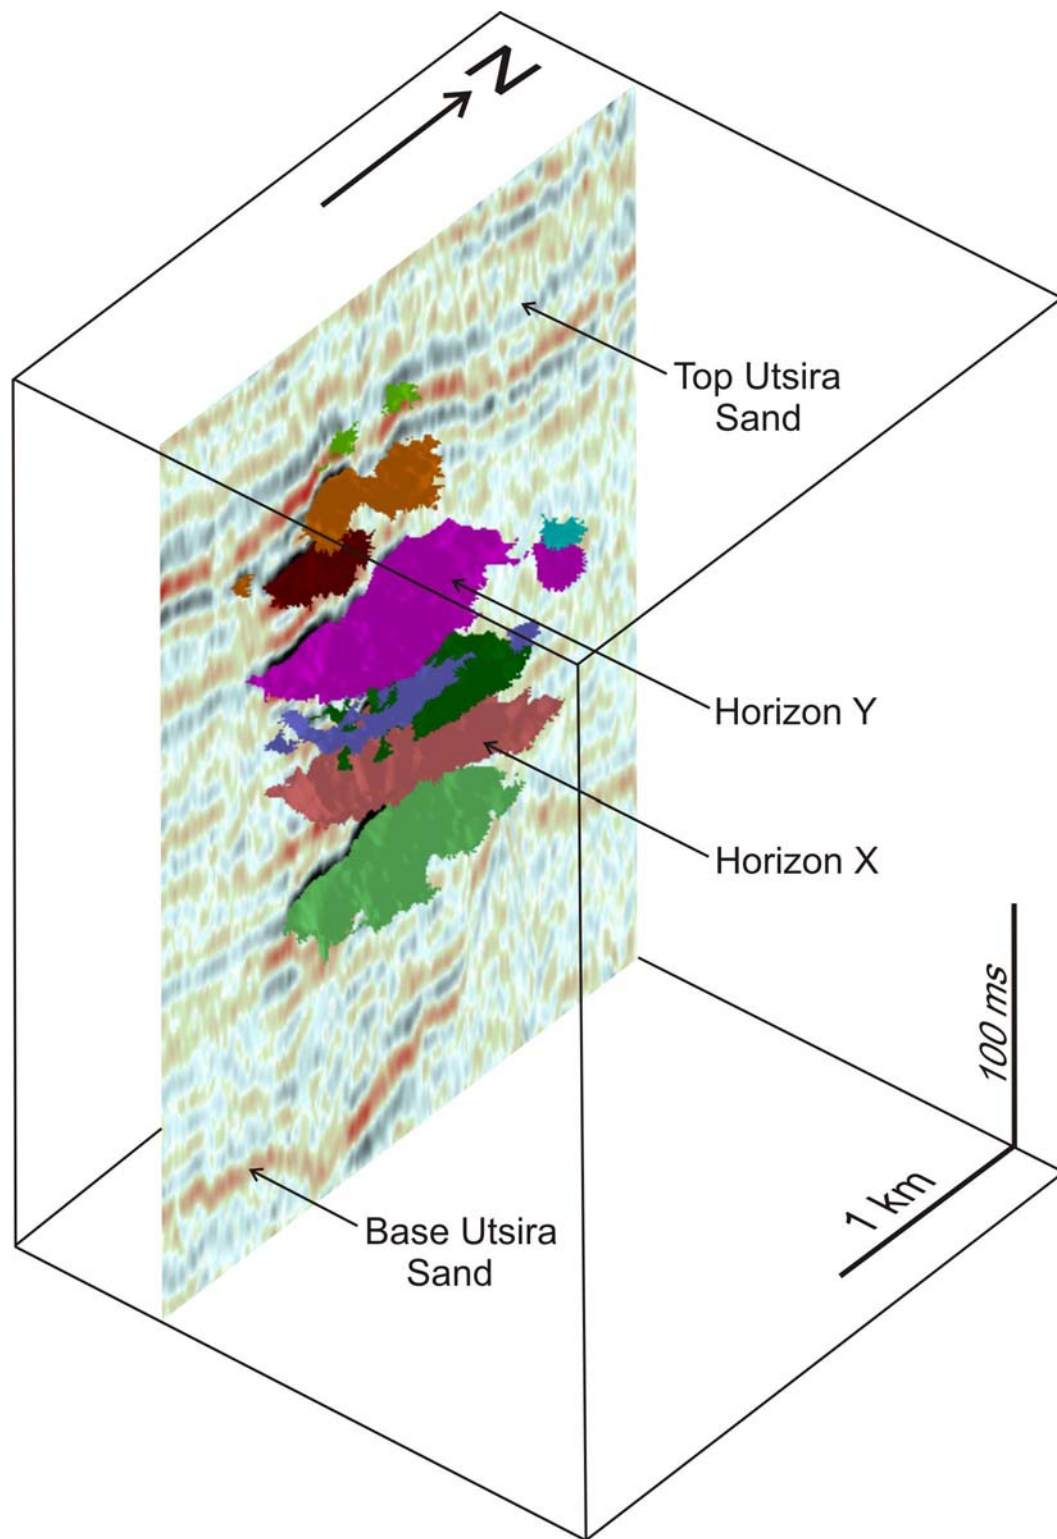 N
Top Utsira
Sand
Horizon Y
Horizon X
100 ms
1 km
Base Utsira
Sand